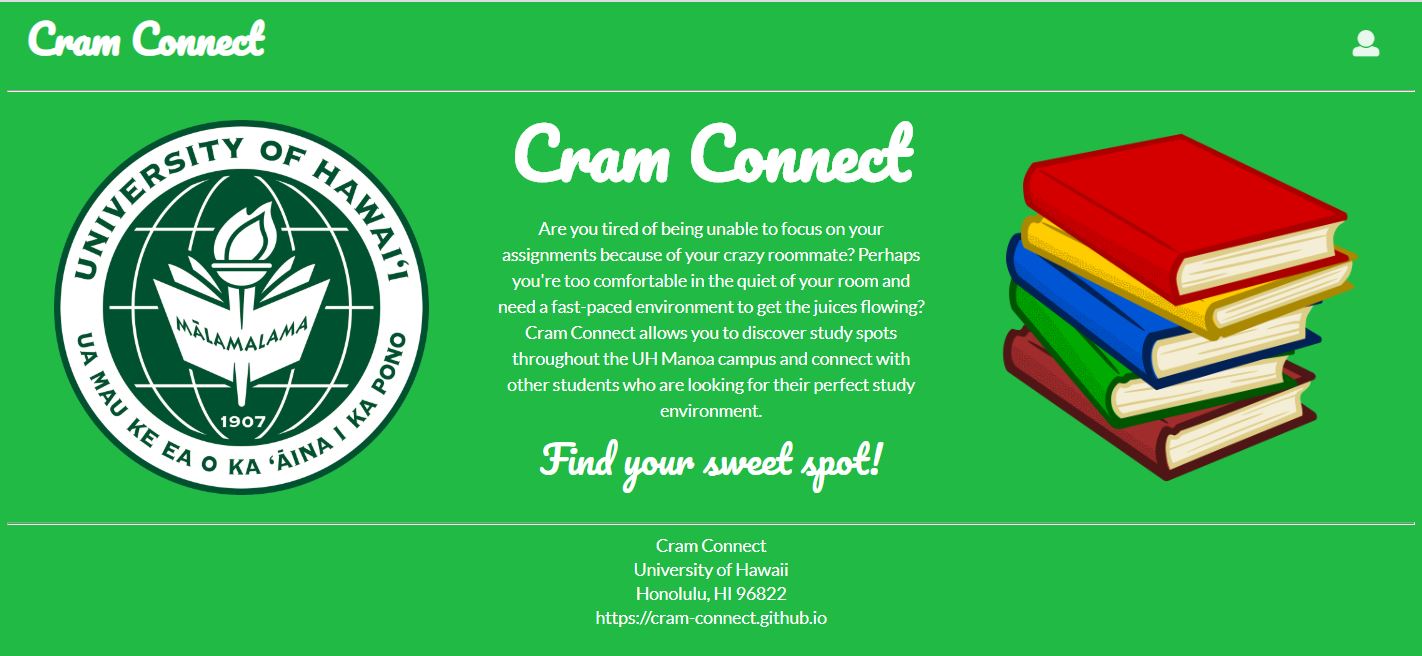 Cram Connect
UNIVERSITY OF HAWAIʻI
MĀLAMALAMA
1907
UA MAU KE EA O KA ʻĀINA I KA PONO
Cram Connect
Are you tired of being unable to focus on your
assignments because of your crazy roommate? Perhaps
you're too comfortable in the quiet of your room and
need a fast-paced environment to get the juices flowing?
Cram Connect allows you to discover study spots
throughout the UH Manoa campus and connect with
other students who are looking for their perfect study
environment.
Find your sweet spot!
Cram Connect
University of Hawaii
Honolulu, HI 96822
https://cram-connect.github.io